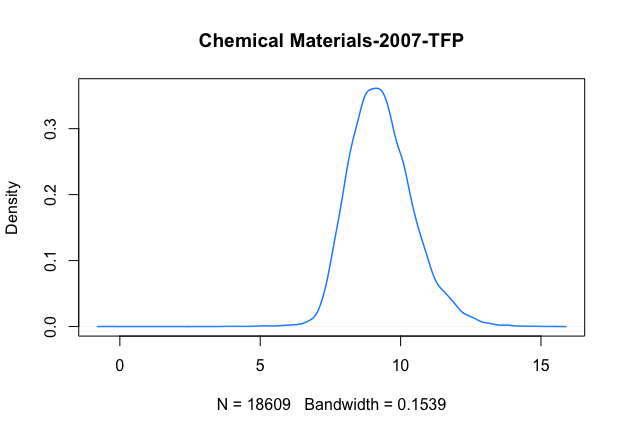 Chemical Materials-2007-TFP
Density
0.3
0.2
0.1
0.0
0 5 10 15
N = 18609 Bandwidth = 0.1539